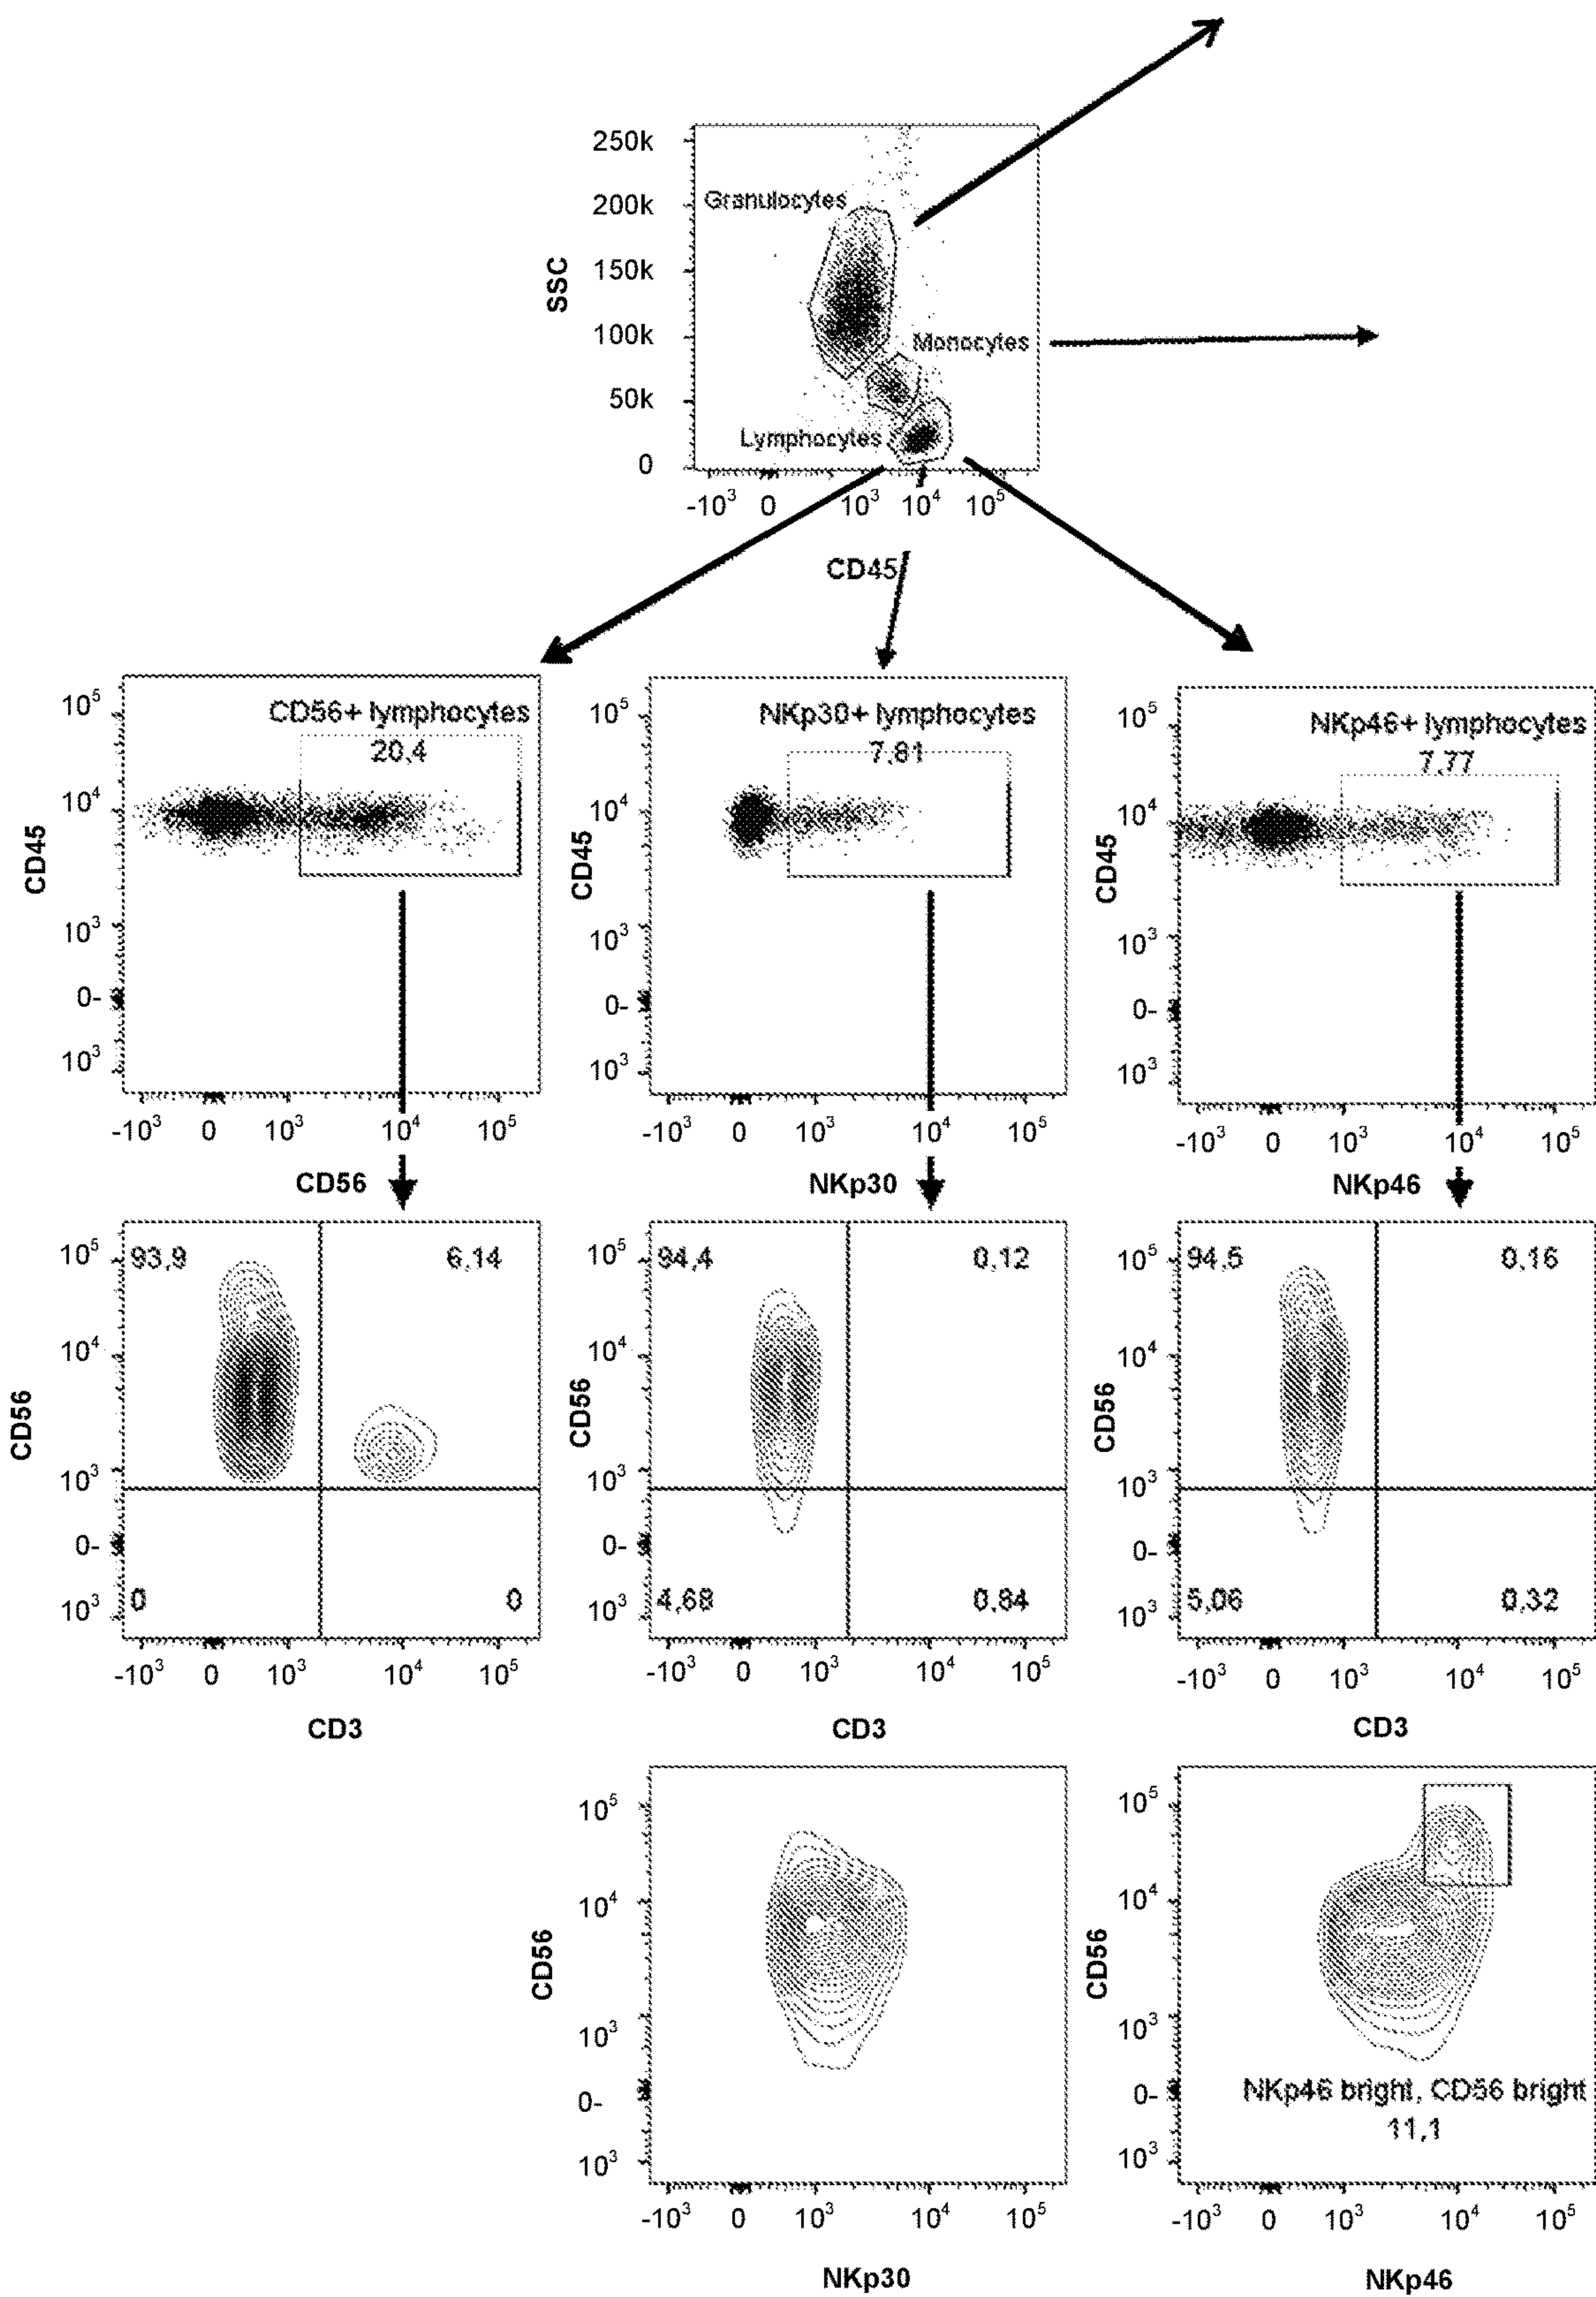 250k
Granulocytes
200k
150k
SSC
100k
Monocytes
50k
Lymphocytes
0
-10³ 0 10³ 10⁴ 10⁵
CD45
10⁵
CD56+ lymphocytes
20,4
10⁴
CD45
10³
0-
10³
-10³ 0 10³ 10⁴ 10⁵
CD56
10⁵
NKp30+ lymphocytes
7,81
10⁴
CD45
10³
0-
10³
-10³ 0 10³ 10⁴ 10⁵
NKp30
10⁵
NKp46+ lymphocytes
7,77
10⁴
CD45
10³
0-
10³
-10³ 0 10³ 10⁴ 10⁵
NKp46
10⁵
93,9 6,14
10⁴
CD56
10³
0-
10³
0 0
-10³ 0 10³ 10⁴ 10⁵
CD3
10⁵
94,4 0,12
10⁴
CD56
10³
0-
10³
4,68 0,84
-10³ 0 10³ 10⁴ 10⁵
CD3
10⁵
94,5 0,16
10⁴
CD56
10³
0-
10³
5,06 0,32
-10³ 0 10³ 10⁴ 10⁵
CD3
10⁵
10⁴
CD56
10³
0-
10³
-10³ 0 10³ 10⁴ 10⁵
NKp30
10⁵
10⁴
CD56
10³
0-
NKp46 bright, CD56 bright
11,1
10³
-10³ 0 10³ 10⁴ 10⁵
NKp46